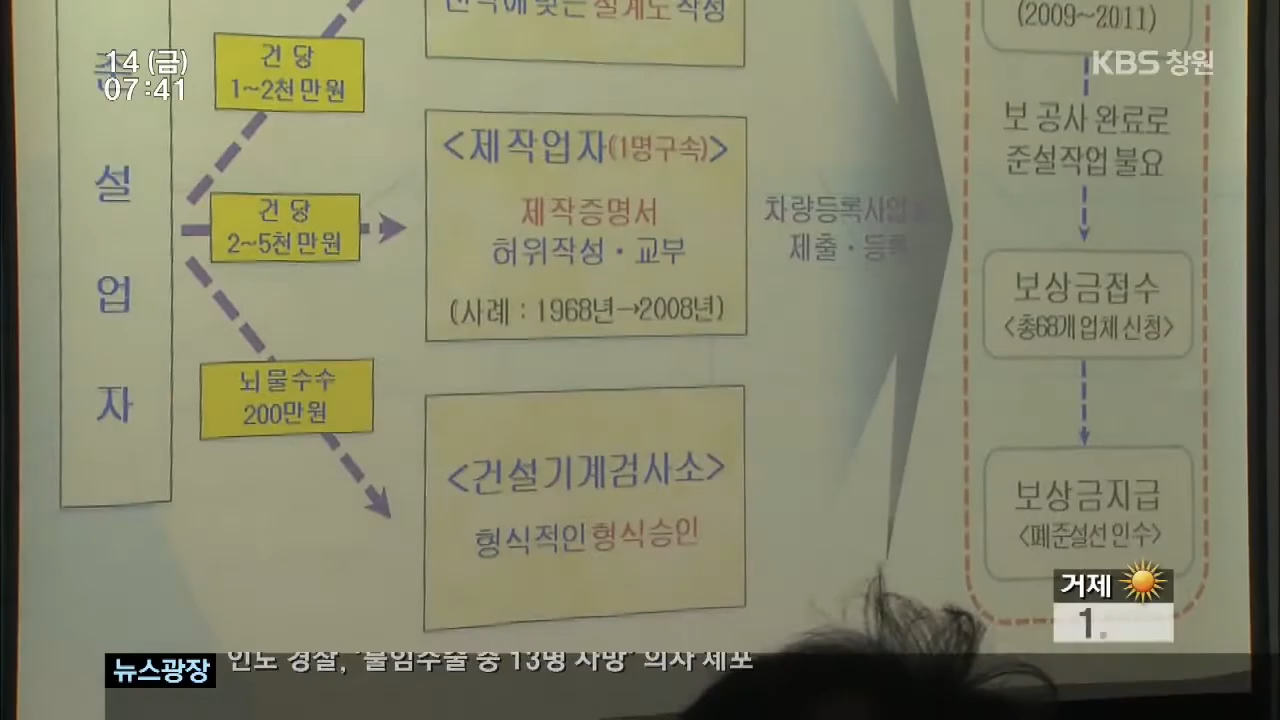 14 (금)
07:41
KBS 창원
설계도 작성
(2009~2011)
준
설
업
자
건 당
1~2천만원
건 당
2~5천만원
뇌물수수
200만원
<제작업자(1명구속)>
제작증명서
허위작성·교부
(사례 : 1968년→2008년)
<건설기계검사소>
형식적인 형식승인
차량등록사업
제출·등록
보 공사 완료로
준설작업 불요
보상금접수
<총68개 업체 신청>
보상금지급
<폐준설선 인수>
거제
1.
뉴스광장
인도 경찰, '불임수술 중 13명 사망' 의사 체포